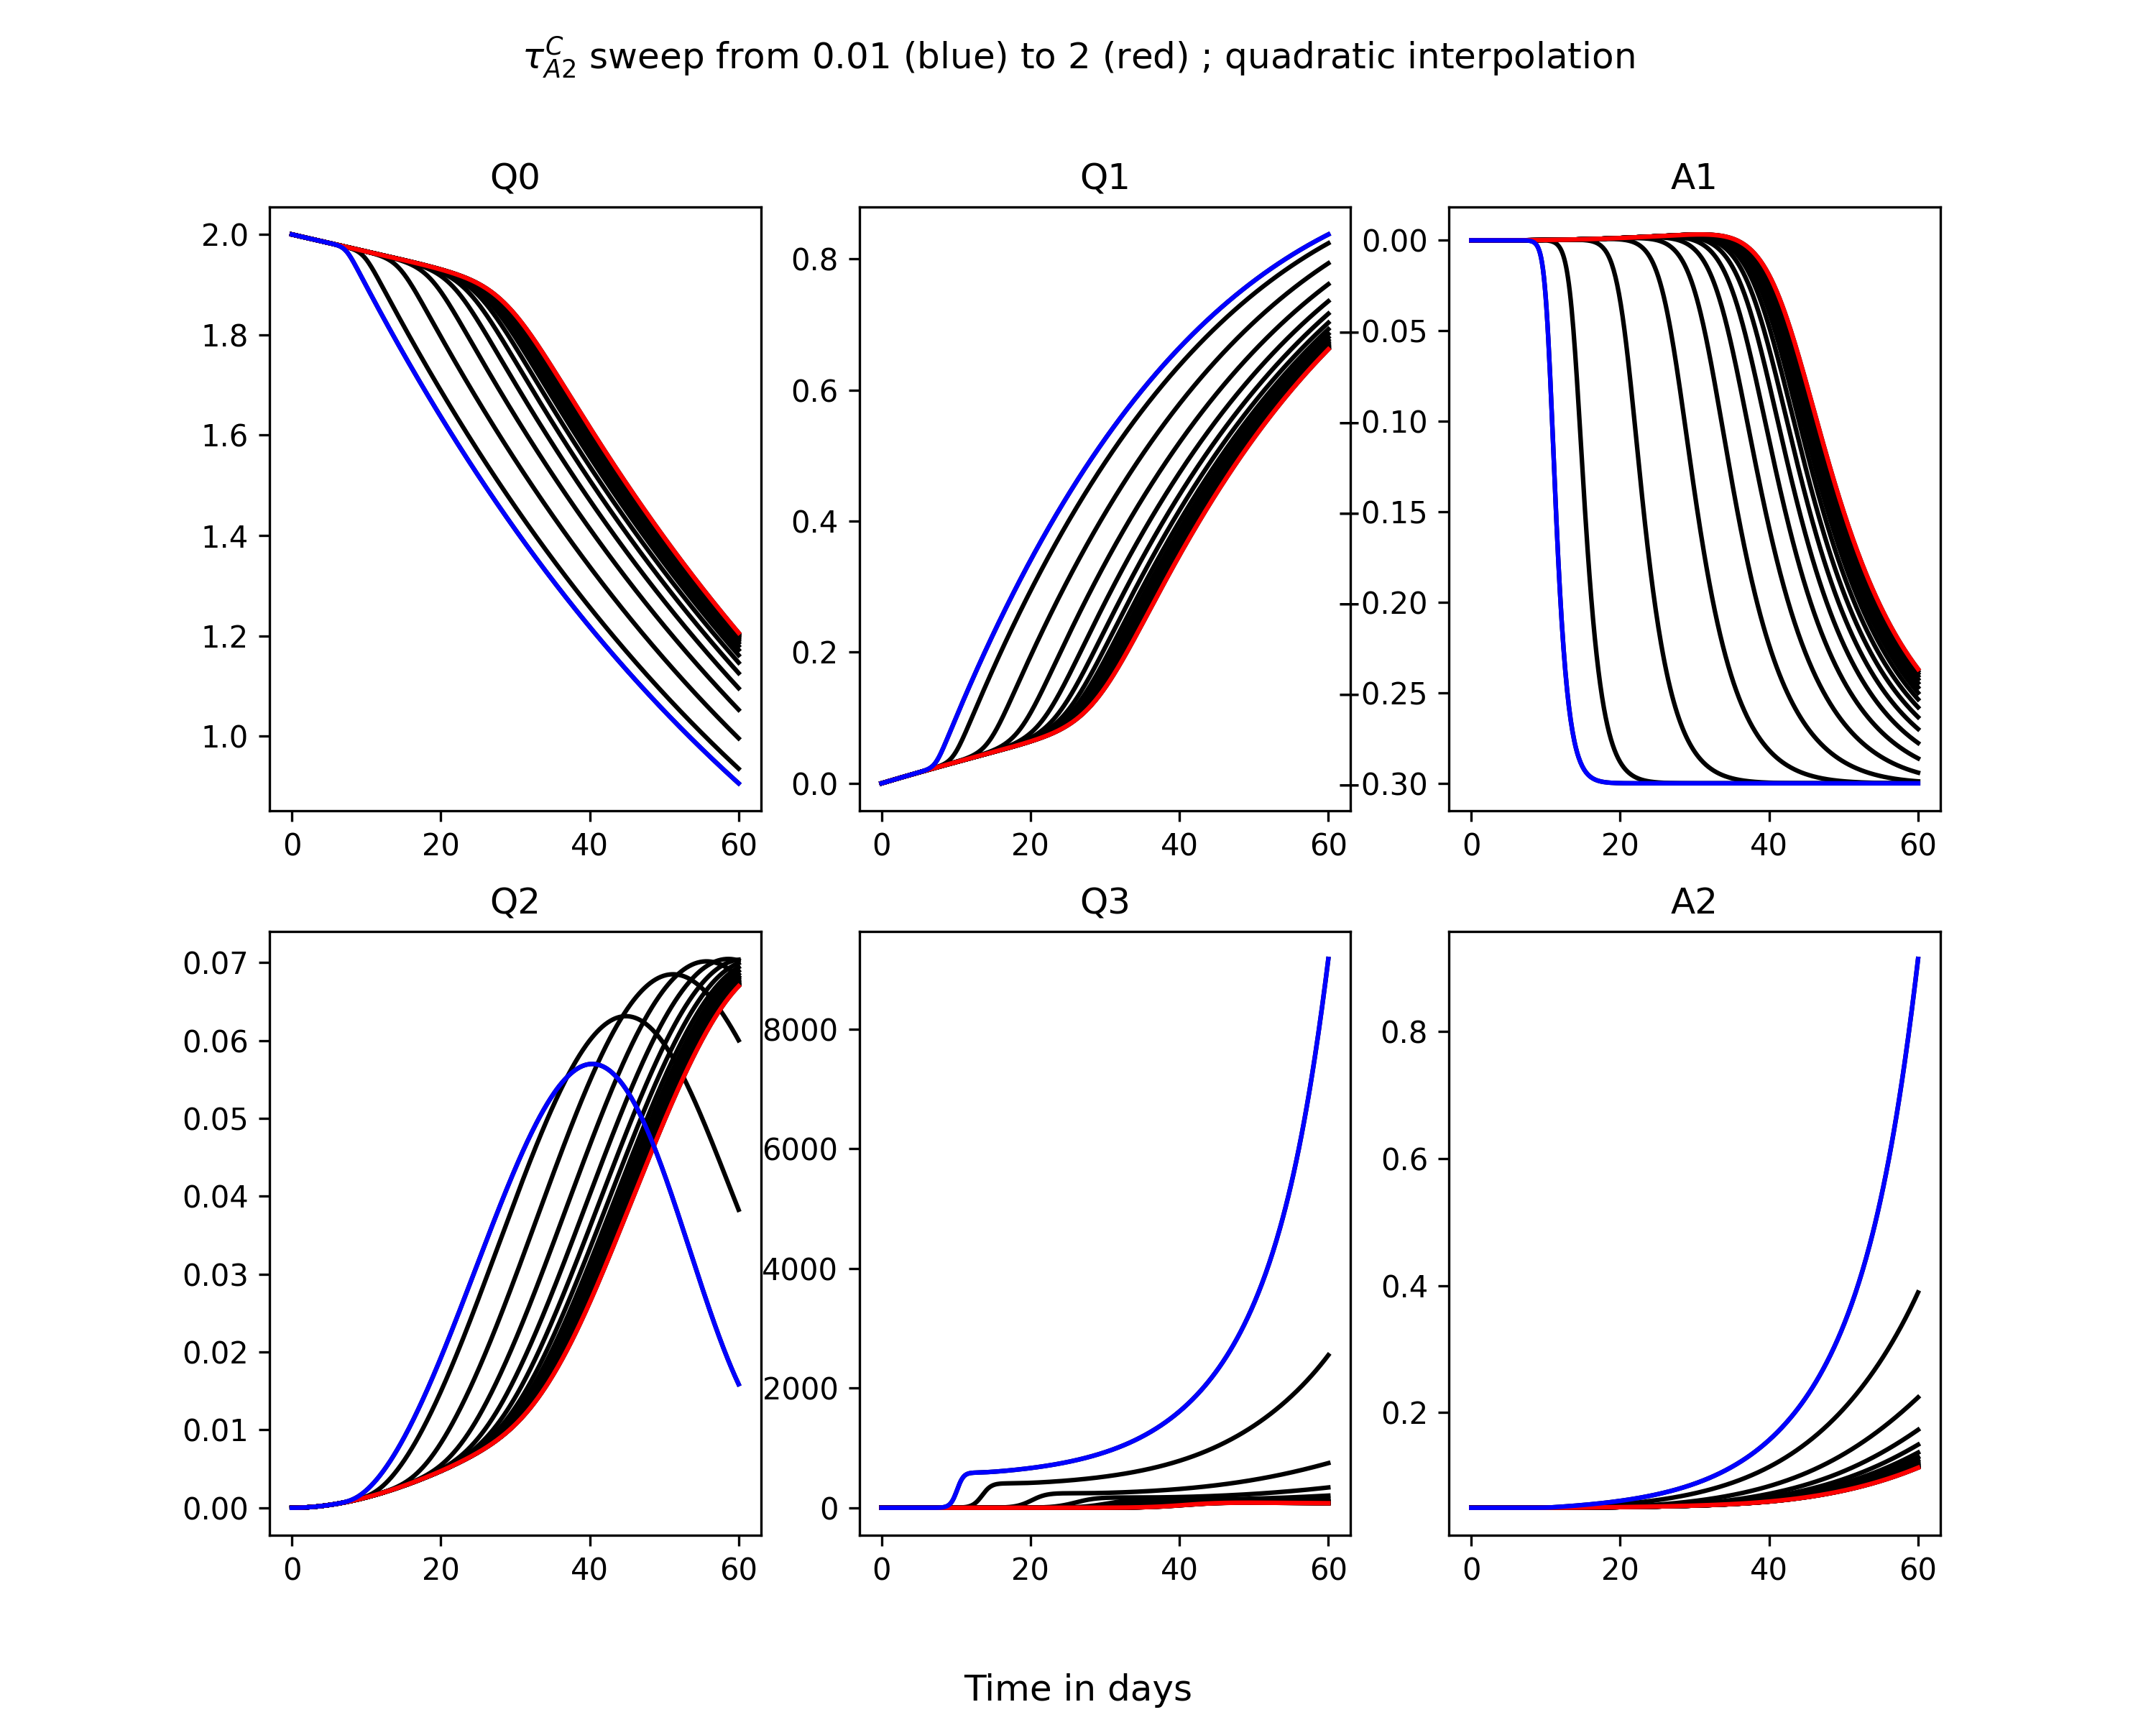 τ_{A2}^{C} sweep from 0.01 (blue) to 2 (red) ; quadratic interpolation
Q0
Q1
A1
2.0
1.8
1.6
1.4
1.2
1.0
0 20 40 60
0.8
0.6
0.4
0.2
0.0
0 20 40 60
0.00
−0.05
−0.10
−0.15
−0.20
−0.25
−0.30
0 20 40 60
Q2
Q3
A2
0.07
0.06
0.05
0.04
0.03
0.02
0.01
0.00
0 20 40 60
8000
6000
4000
2000
0
0 20 40 60
0.8
0.6
0.4
0.2
0 20 40 60
Time in days